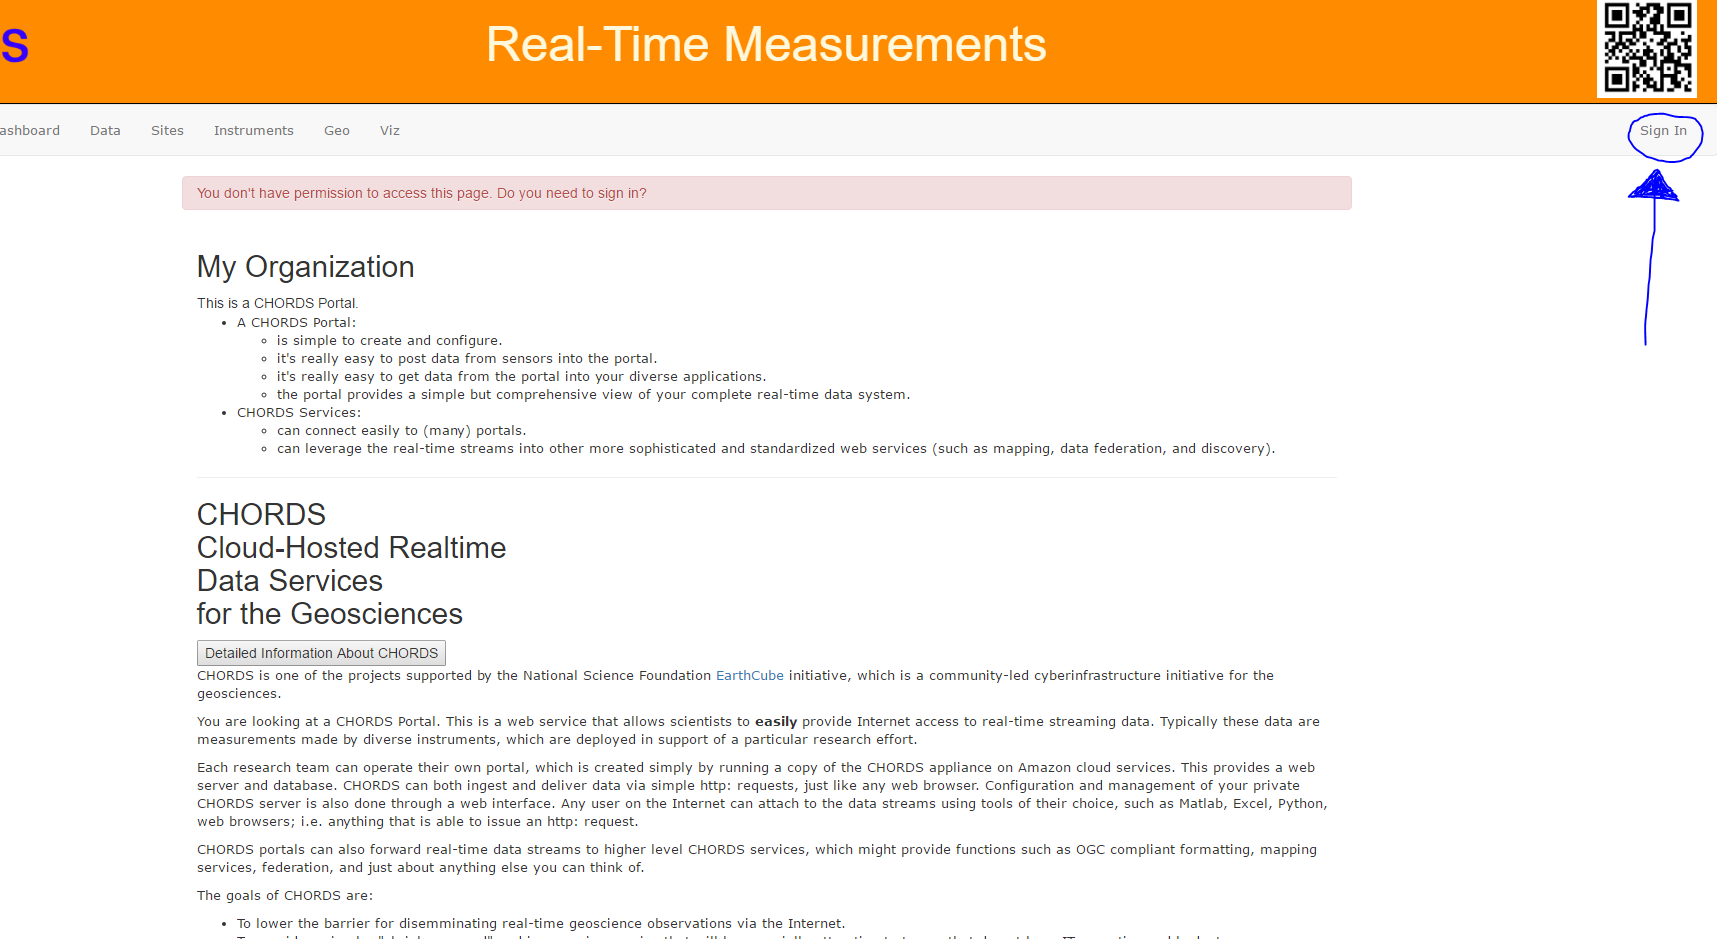 S
Real-Time Measurements
ashboard Data Sites Instruments Geo Viz Sign In
You don't have permission to access this page. Do you need to sign in?
My Organization
This is a CHORDS Portal.
• A CHORDS Portal:
◦ is simple to create and configure.
◦ it's really easy to post data from sensors into the portal.
◦ it's really easy to get data from the portal into your diverse applications.
◦ the portal provides a simple but comprehensive view of your complete real-time data system.
• CHORDS Services:
◦ can connect easily to (many) portals.
◦ can leverage the real-time streams into other more sophisticated and standardized web services (such as mapping, data federation, and discovery).
CHORDS
Cloud-Hosted Realtime
Data Services
for the Geosciences
Detailed Information About CHORDS
CHORDS is one of the projects supported by the National Science Foundation EarthCube initiative, which is a community-led cyberinfrastructure initiative for the
geosciences.
You are looking at a CHORDS Portal. This is a web service that allows scientists to easily provide Internet access to real-time streaming data. Typically these data are
measurements made by diverse instruments, which are deployed in support of a particular research effort.
Each research team can operate their own portal, which is created simply by running a copy of the CHORDS appliance on Amazon cloud services. This provides a web
server and database. CHORDS can both ingest and deliver data via simple http: requests, just like any web browser. Configuration and management of your private
CHORDS server is also done through a web interface. Any user on the Internet can attach to the data streams using tools of their choice, such as Matlab, Excel, Python,
web browsers; i.e. anything that is able to issue an http: request.
CHORDS portals can also forward real-time data streams to higher level CHORDS services, which might provide functions such as OGC compliant formatting, mapping
services, federation, and just about anything else you can think of.
The goals of CHORDS are:
• To lower the barrier for disemminating real-time geoscience observations via the Internet.